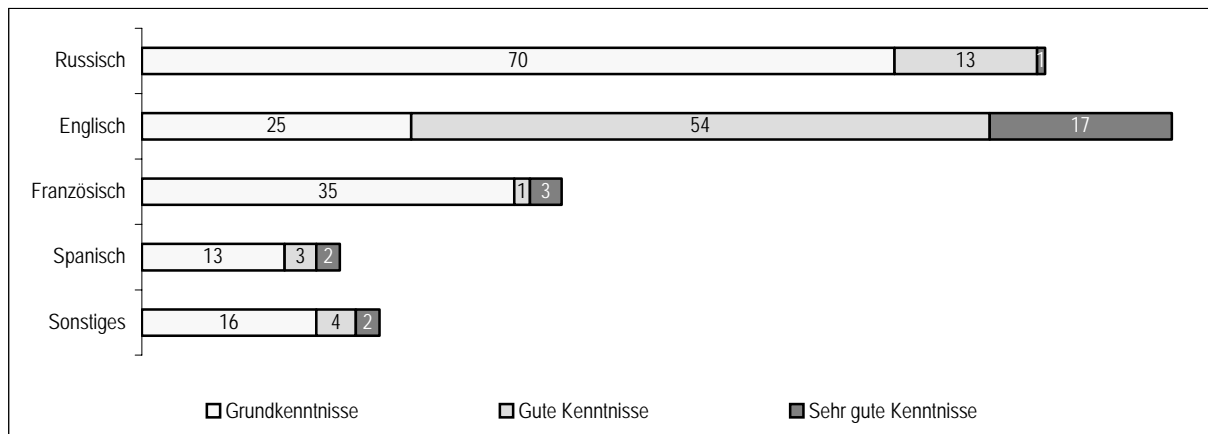 Russisch 70 13 1
Englisch 25 54 17
Französisch 35 1 3
Spanisch 13 3 2
Sonstiges 16 4 2
Grundkenntnisse Gute Kenntnisse Sehr gute Kenntnisse